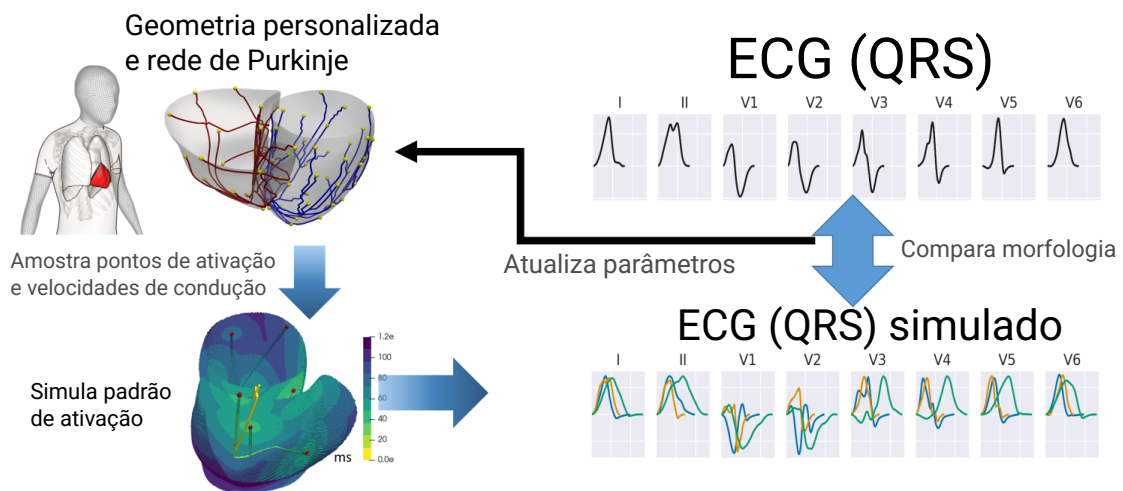 Geometria personalizada
e rede de Purkinje
ECG (QRS)
I II V1 V2 V3 V4 V5 V6
Atualiza parâmetros
Compara morfologia
Amostra pontos de ativação
e velocidades de condução
ECG (QRS) simulado
I II V1 V2 V3 V4 V5 V6
Simula padrão
de ativação
1.2e
100
80
60
40
20
0.0e
ms